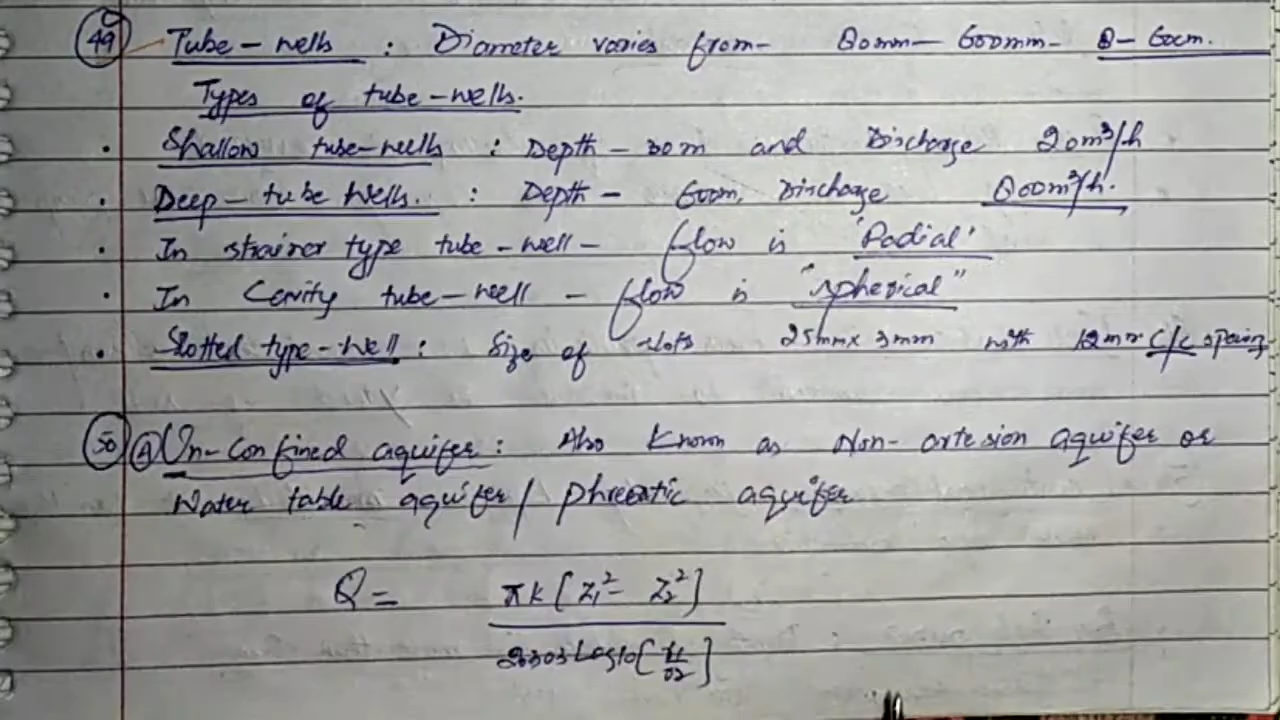 49 Tube-wells : Diameter varies from- 80mm- 600mm- 8- 60cm.
Types of tube-wells.
• Shallow tube-wells : Depth - 30m and Discharge 20m³/h
• Deep-tube Wells. : Depth - 600m, Discharge 800m³/h.
• In strainer type tube-well- flow is 'Radial'
• In Cavity tube-well - flow is "spherical"
• Slotted type-Well : Size of slots 25mm x 3mm with 12mm C/C spacing
50 (A) Un-Confined aquifer : Also known as Non-artesion aquifer or
Water table aquifer / phreatic aquifer
Q = πK[Z₁² - Z₂²]
2.303 Log10[r1/r2]